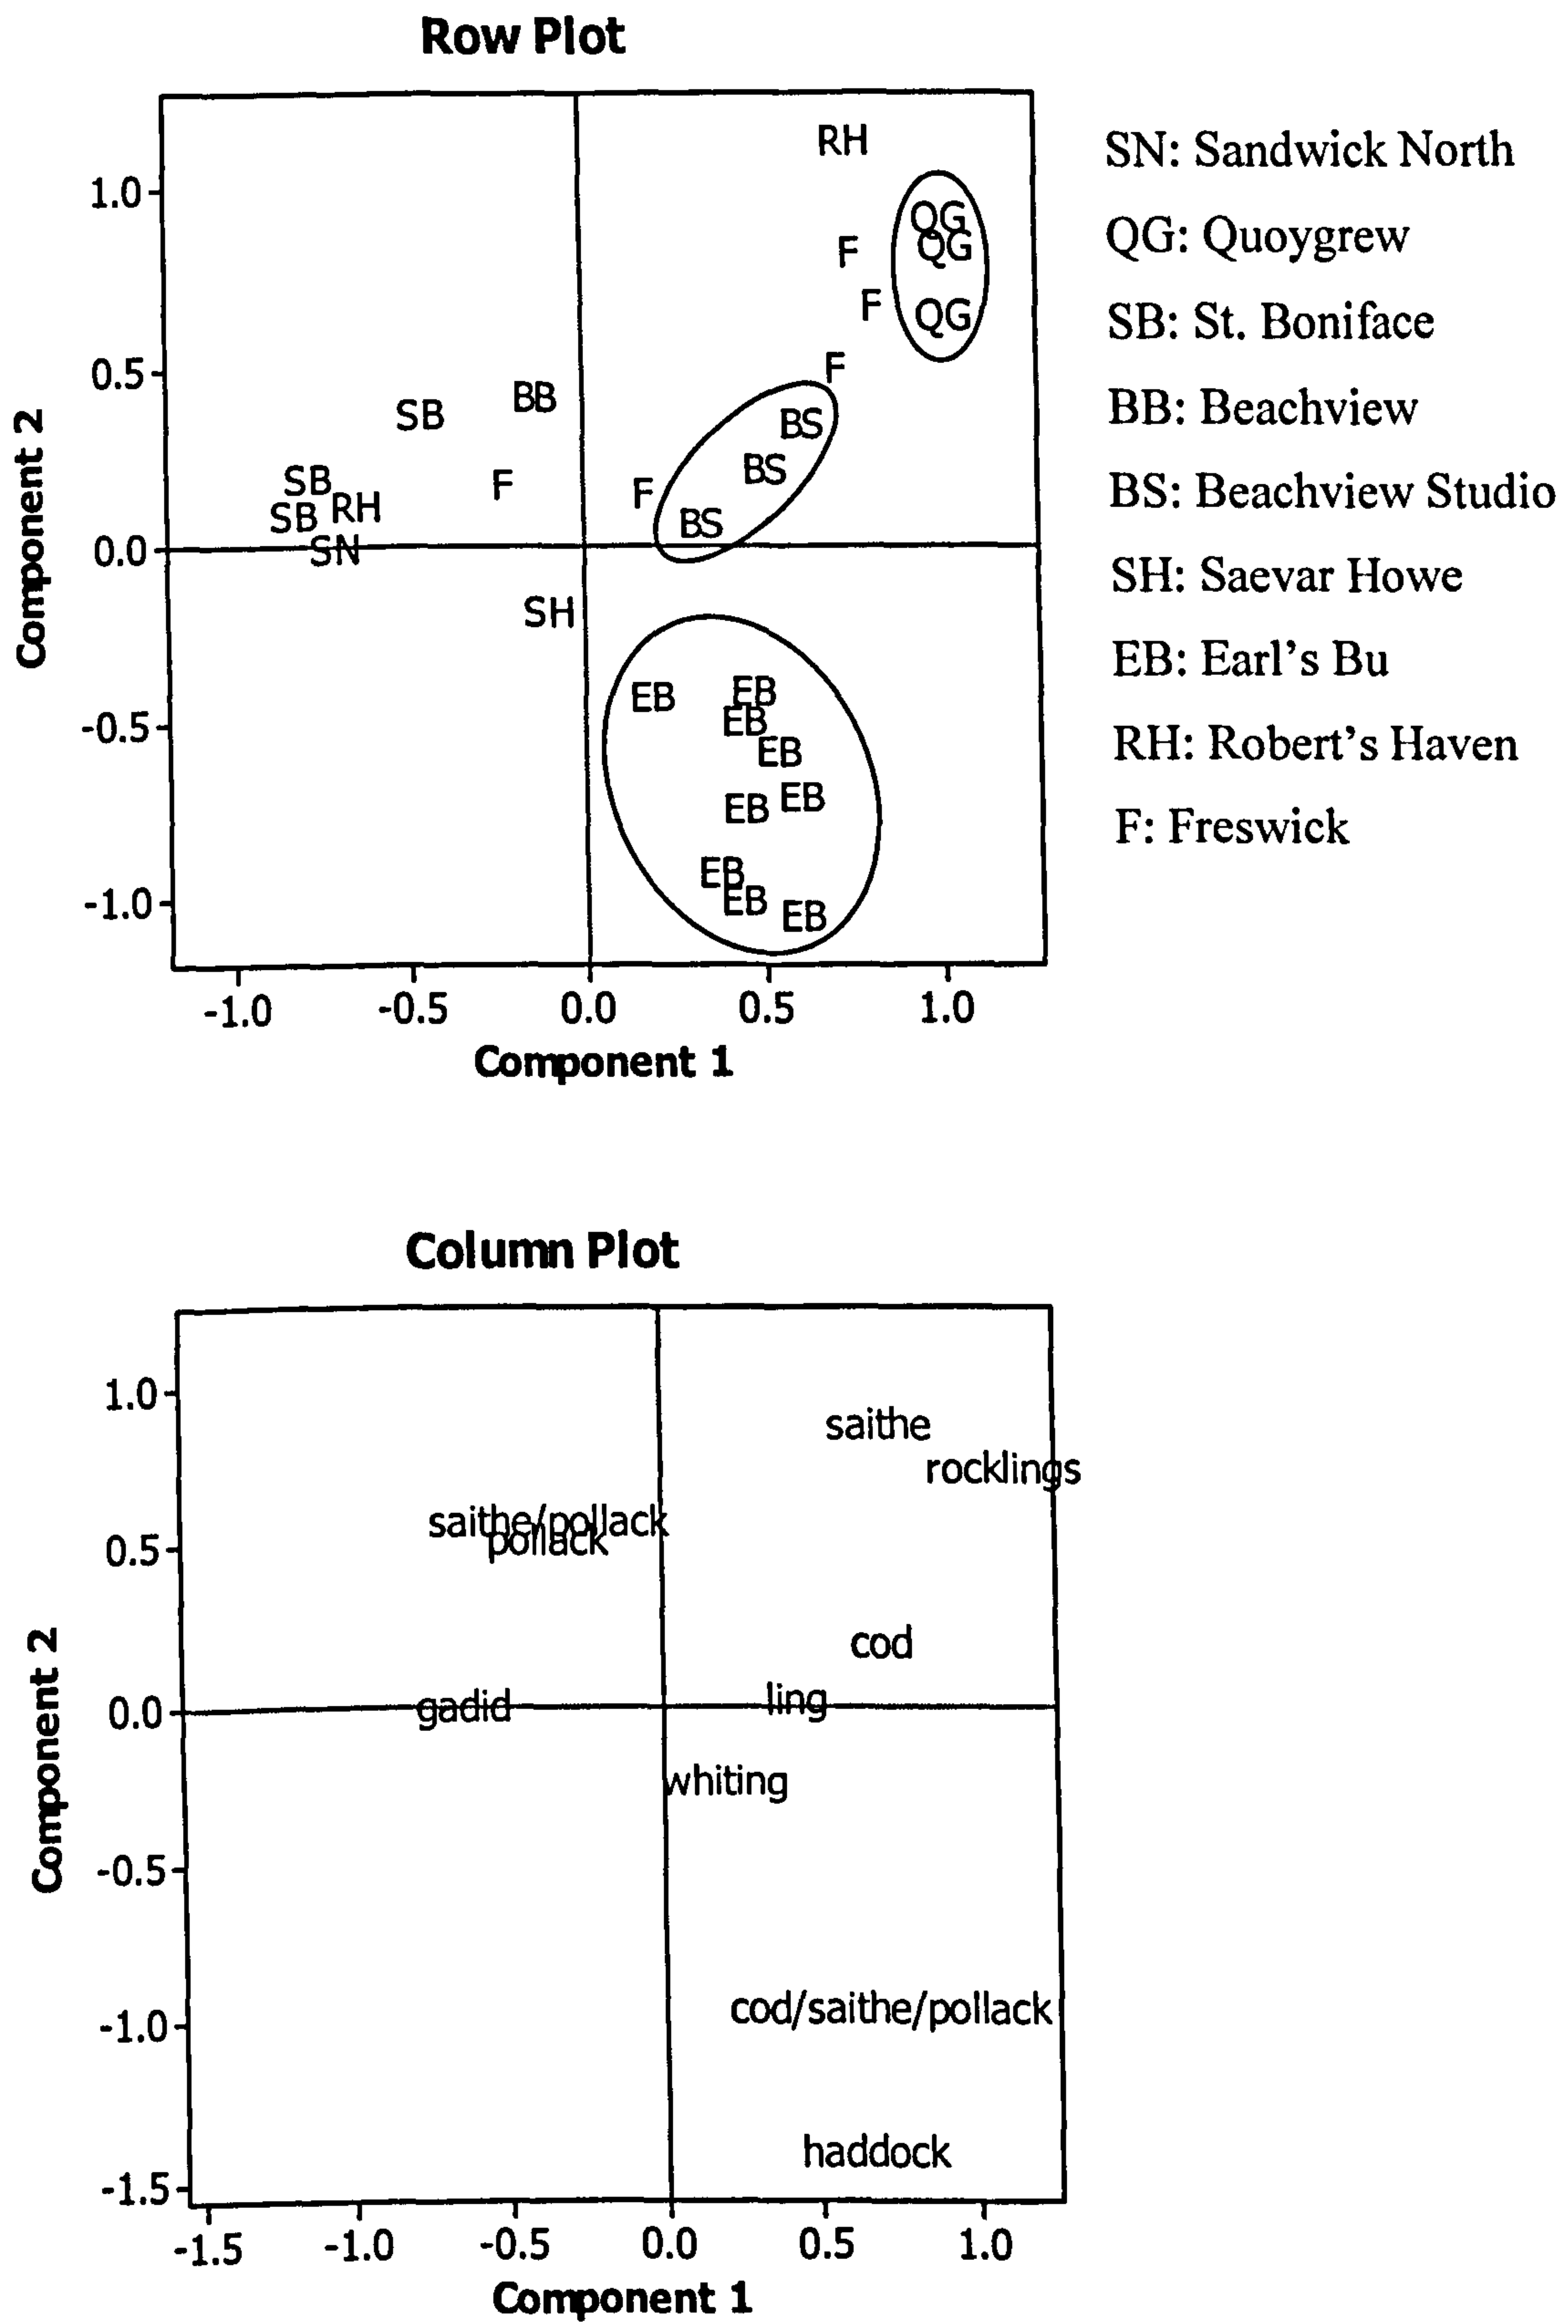 Row Plot
RH
SN: Sandwick North
1.0
QG
QG: Quoygrew
F
QG
F
QG
SB: St. Boniface
0.5
F
BB
SB
BS
BB: Beachview
SB
F
F
BS
BS: Beachview Studio
SB
RH
BS
0.0
SN
SH
SH: Saevar Howe
EB
EB
EB
EB: Earl's Bu
-0.5
EB
EB
EB
RH: Robert's Haven
EB
EB
EB
F: Freswick
-1.0
Component 2
-1.0 -0.5 0.0 0.5 1.0
Component 1
Column Plot
1.0
saithe
rocklings
saithe/pollack
pollack
0.5
cod
0.0
gadid
ling
whiting
-0.5
-1.0
cod/saithe/pollack
haddock
-1.5
Component 2
-1.5 -1.0 -0.5 0.0 0.5 1.0
Component 1